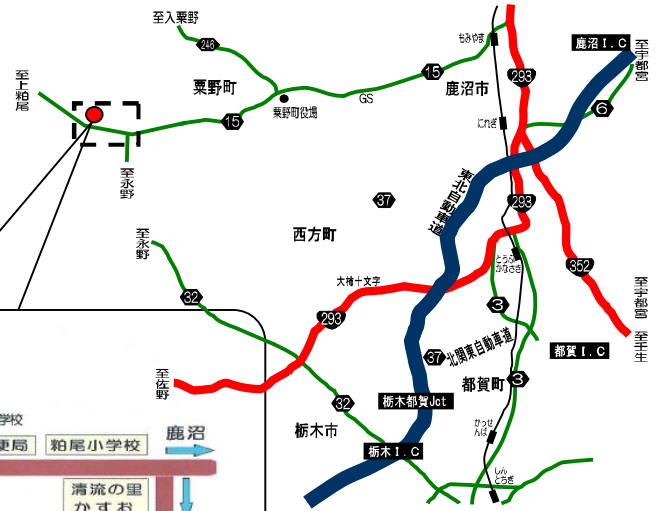 至入粟野
もみやま
鹿沼I.C
至宇都宮
248
至上粕尾
粟野町
15
293
鹿沼市
GS
粟野町役場
15
6
にれぎ
至永野
東北自動車道
37
293
至永野
西方町
とうぶ
かなさき
352
大柿十文字
至宇都宮
32
3
293
至壬生
北関東自動車道
37
都賀I.C
至佐野
都賀町
3
栃木都賀Jct
32
栃木市
かっせ
んば
学校
鹿沼
便局
粕尾小学校
栃木I.C
しん
とちぎ
清流の里
かすお